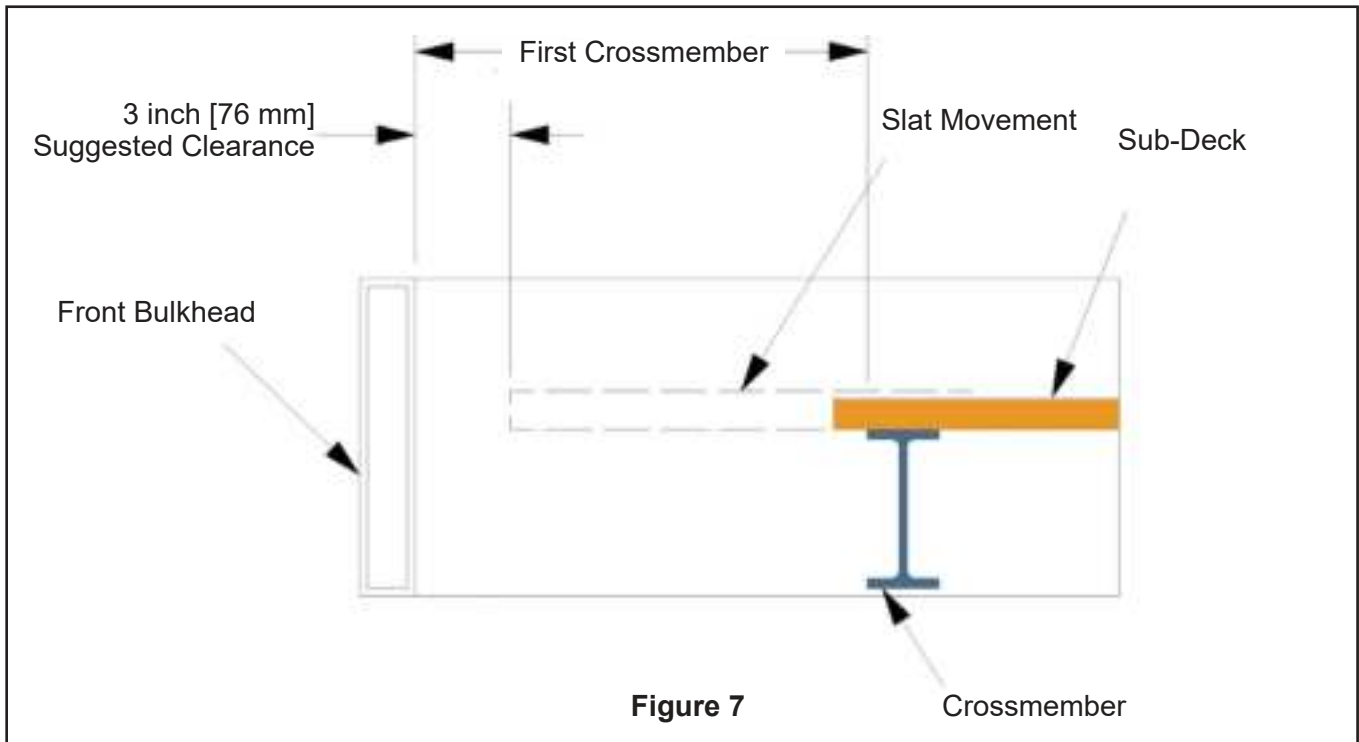 First Crossmember
3 inch [76 mm]
Suggested Clearance
Slat Movement
Sub-Deck
Front Bulkhead
Figure 7
Crossmember